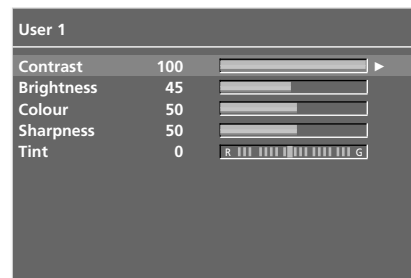 User 1
Contrast 100
Brightness 45
Colour 50
Sharpness 50
Tint 0 R G